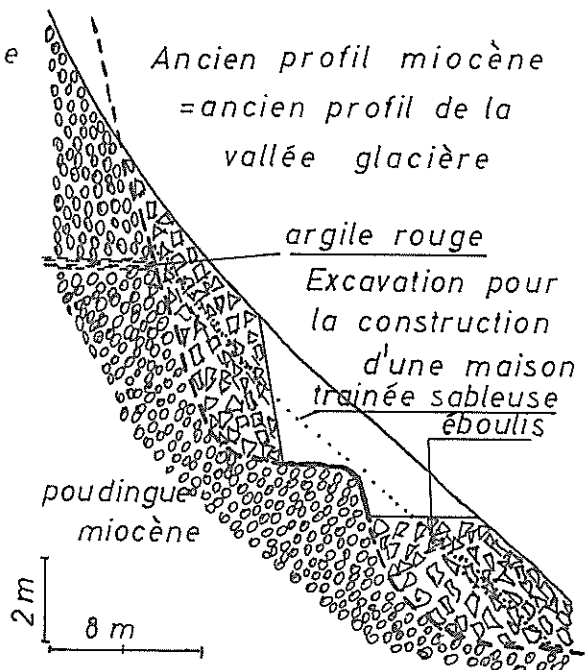 e
Ancien profil miocène
=ancien profil de la
vallée glacière
argile rouge
Excavation pour
la construction
d'une maison
trainée sableuse
éboulis
poudingue
miocène
2 m
8 m